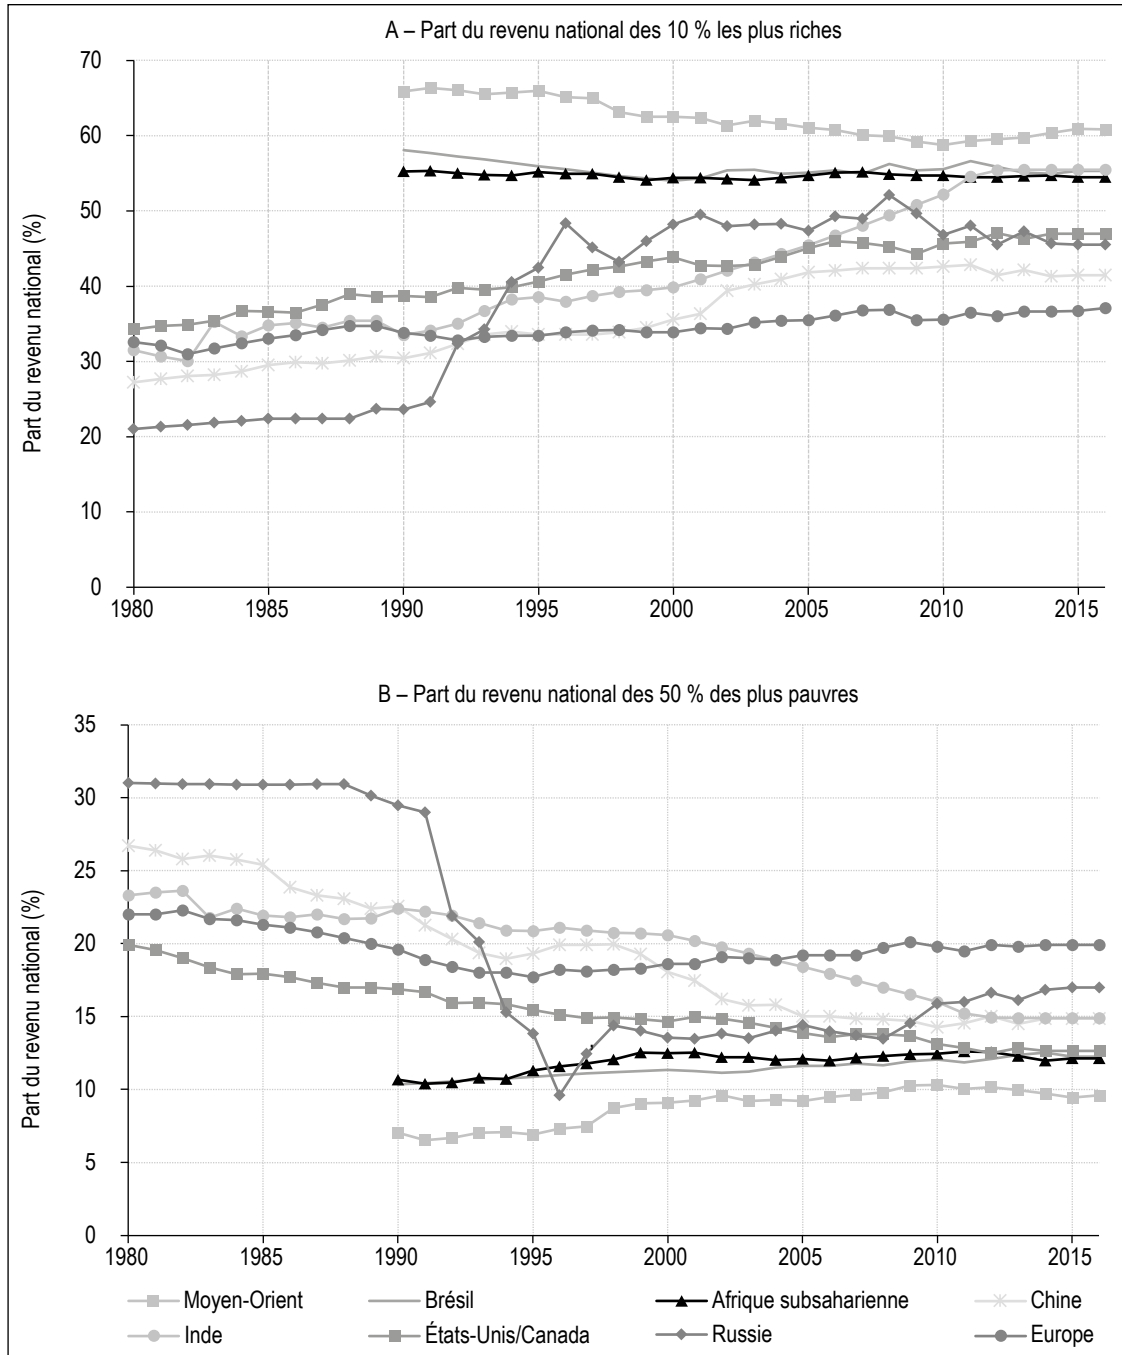 A – Part du revenu national des 10 % les plus riches
Part du revenu national (%)
70
60
50
40
30
20
10
0
1980 1985 1990 1995 2000 2005 2010 2015
B – Part du revenu national des 50 % des plus pauvres
Part du revenu national (%)
35
30
25
20
15
10
5
0
1980 1985 1990 1995 2000 2005 2010 2015
Moyen-Orient Brésil Afrique subsaharienne Chine
Inde États-Unis/Canada Russie Europe